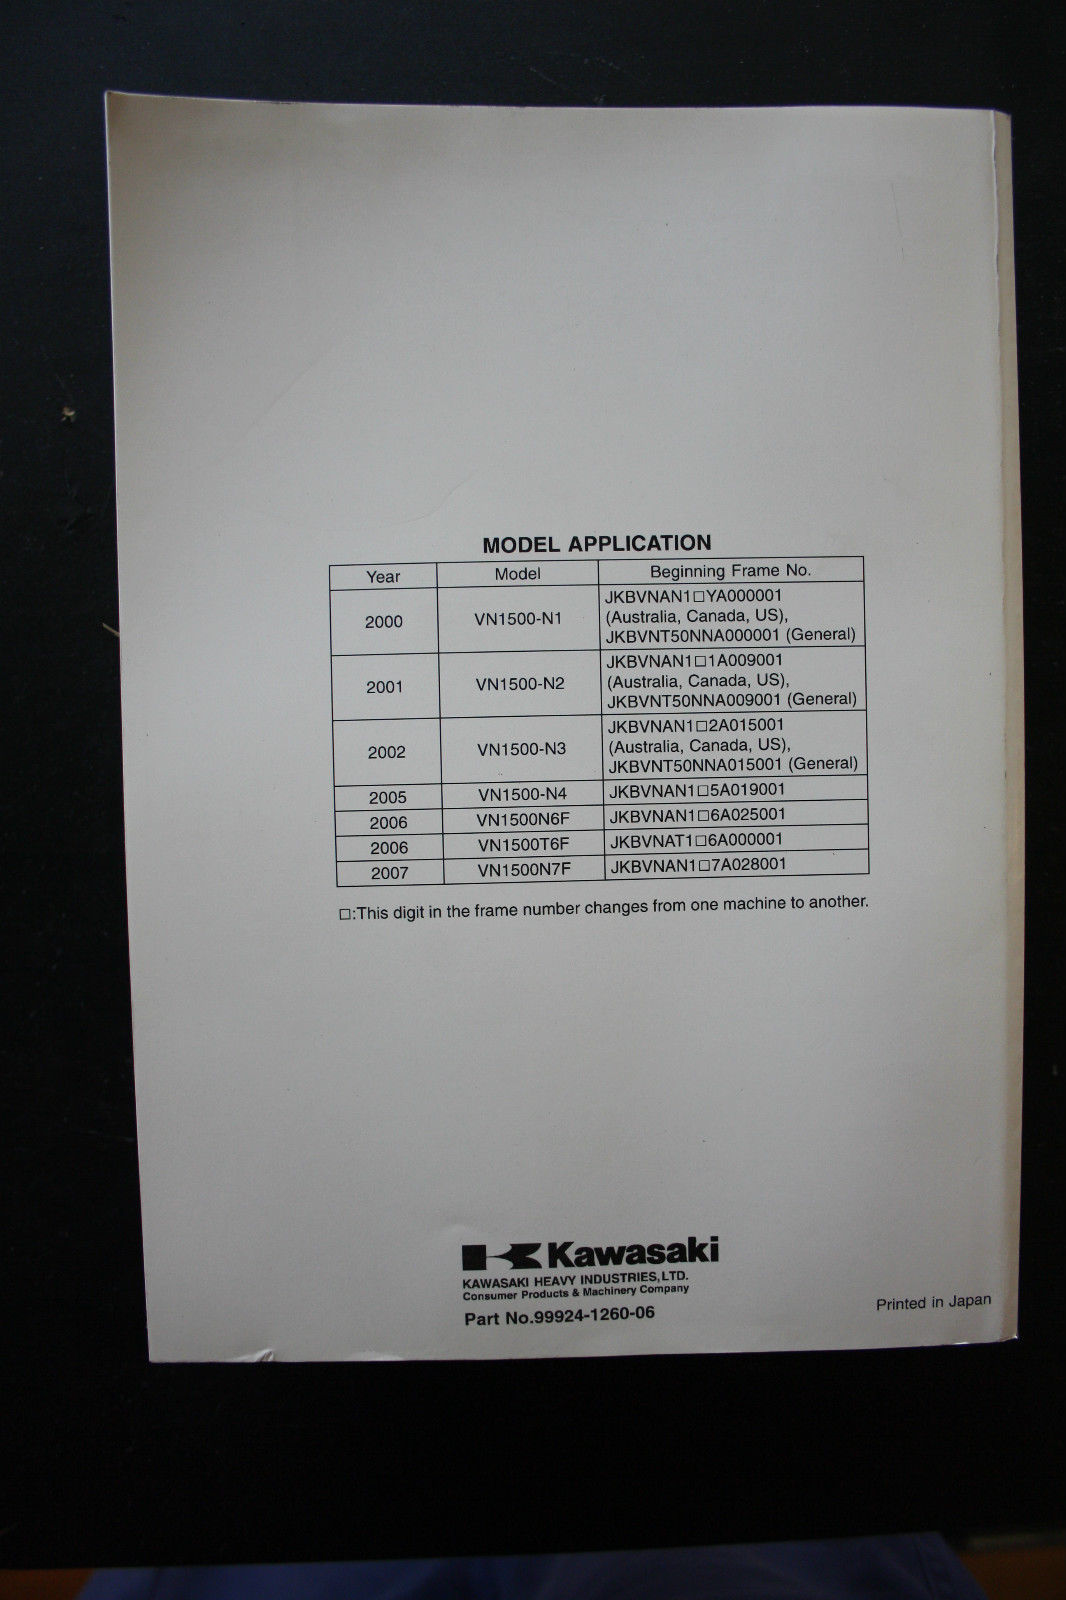 MODEL APPLICATION
Year Model Beginning Frame No.
2000 VN1500-N1 JKBVNAN1□YA000001
(Australia, Canada, US),
JKBVNT50NNA000001 (General)
2001 VN1500-N2 JKBVNAN1□1A009001
(Australia, Canada, US),
JKBVNT50NNA009001 (General)
2002 VN1500-N3 JKBVNAN1□2A015001
(Australia, Canada, US),
JKBVNT50NNA015001 (General)
2005 VN1500-N4 JKBVNAN1□5A019001
2006 VN1500N6F JKBVNAN1□6A025001
2006 VN1500T6F JKBVNAT1□6A000001
2007 VN1500N7F JKBVNAN1□7A028001
□:This digit in the frame number changes from one machine to another.
Kawasaki
KAWASAKI HEAVY INDUSTRIES,LTD.
Consumer Products & Machinery Company
Part No.99924-1260-06
Printed in Japan